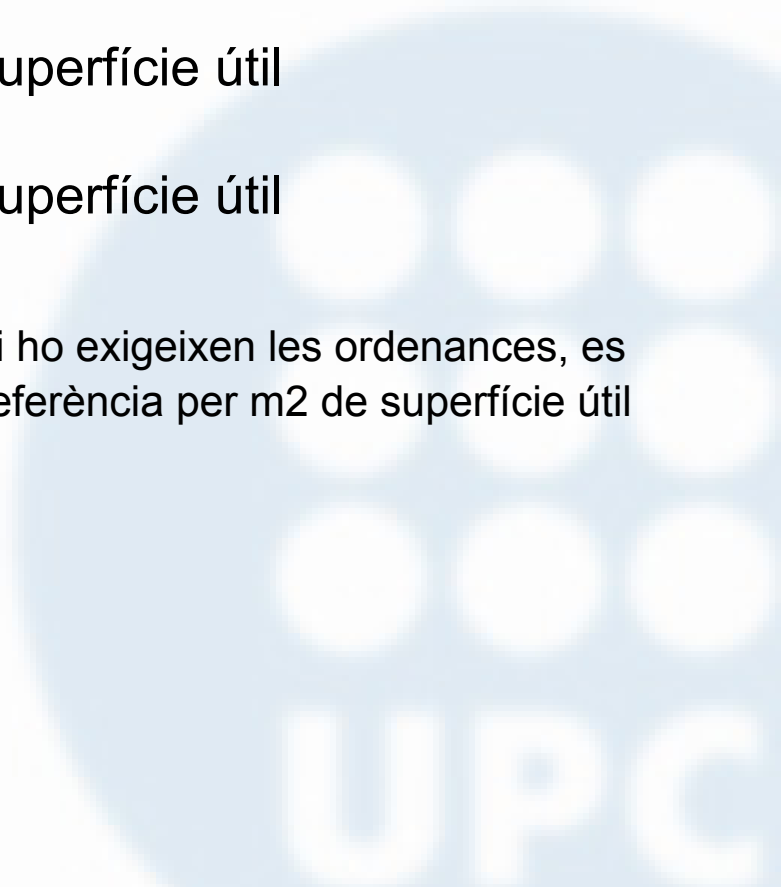 uperfície útil
uperfície útil
i ho exigeixen les ordenances, es
eferència per m2 de superfície útil
UPC